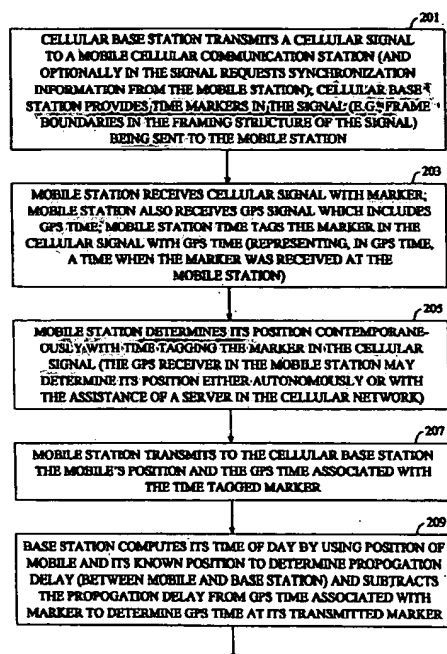 201
CELLULAR BASE STATION TRANSMITS A CELLULAR SIGNAL
TO A MOBILE CELLULAR COMMUNICATION STATION (AND
OPTIONALLY IN THE SIGNAL REQUESTS SYNCHRONIZATION
INFORMATION FROM THE MOBILE STATION); CELLULAR BASE
STATION PROVIDES TIME MARKERS IN THE SIGNAL (E.G., FRAME
BOUNDARIES IN THE FRAMING STRUCTURE OF THE SIGNAL)
BEING SENT TO THE MOBILE STATION
203
MOBILE STATION RECEIVES CELLULAR SIGNAL WITH MARKER;
MOBILE STATION ALSO RECEIVES GPS SIGNAL WHICH INCLUDES
GPS TIME; MOBILE STATION TIME TAGS THE MARKER IN THE
CELLULAR SIGNAL WITH GPS TIME (REPRESENTING, IN GPS TIME,
A TIME WHEN THE MARKER WAS RECEIVED AT THE
MOBILE STATION)
205
MOBILE STATION DETERMINES ITS POSITION CONTEMPORANE-
OUSLY WITH TIME TAGGING THE MARKER IN THE CELLULAR
SIGNAL (THE GPS RECEIVER IN THE MOBILE STATION MAY
DETERMINE ITS POSITION EITHER AUTONOMOUSLY OR WITH
THE ASSISTANCE OF A SERVER IN THE CELLULAR NETWORK)
207
MOBILE STATION TRANSMITS TO THE CELLULAR BASE STATION
THE MOBILE'S POSITION AND THE GPS TIME ASSOCIATED WITH
THE TIME TAGGED MARKER
209
BASE STATION COMPUTES ITS TIME OF DAY BY USING POSITION OF
MOBILE AND ITS KNOWN POSITION TO DETERMINE PROPOGATION
DELAY (BETWEEN MOBILE AND BASE STATION) AND SUBTRACTS
THE PROPOGATION DELAY FROM GPS TIME ASSOCIATED WITH
MARKER TO DETERMINE GPS TIME AT ITS TRANSMITTED MARKER